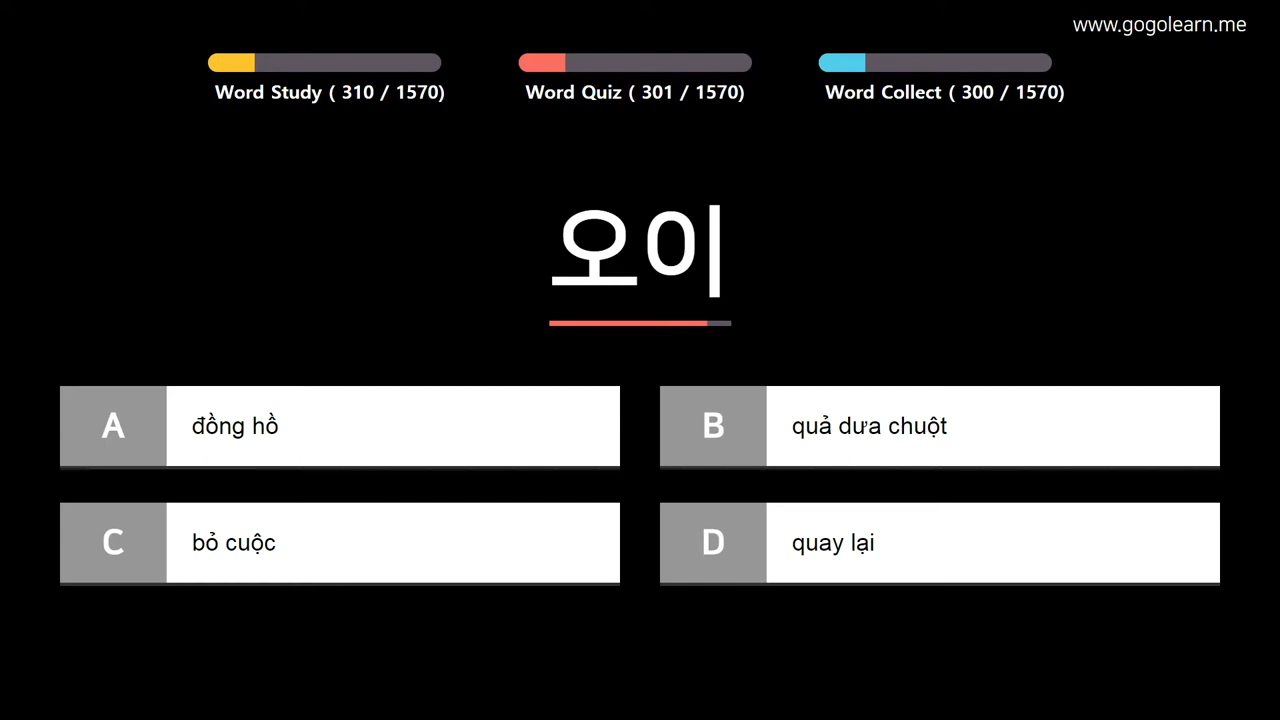 www.gogolearn.me
Word Study ( 310 / 1570)
Word Quiz ( 301 / 1570)
Word Collect ( 300 / 1570)
오이
A
đồng hồ
B
quả dưa chuột
C
bỏ cuộc
D
quay lại